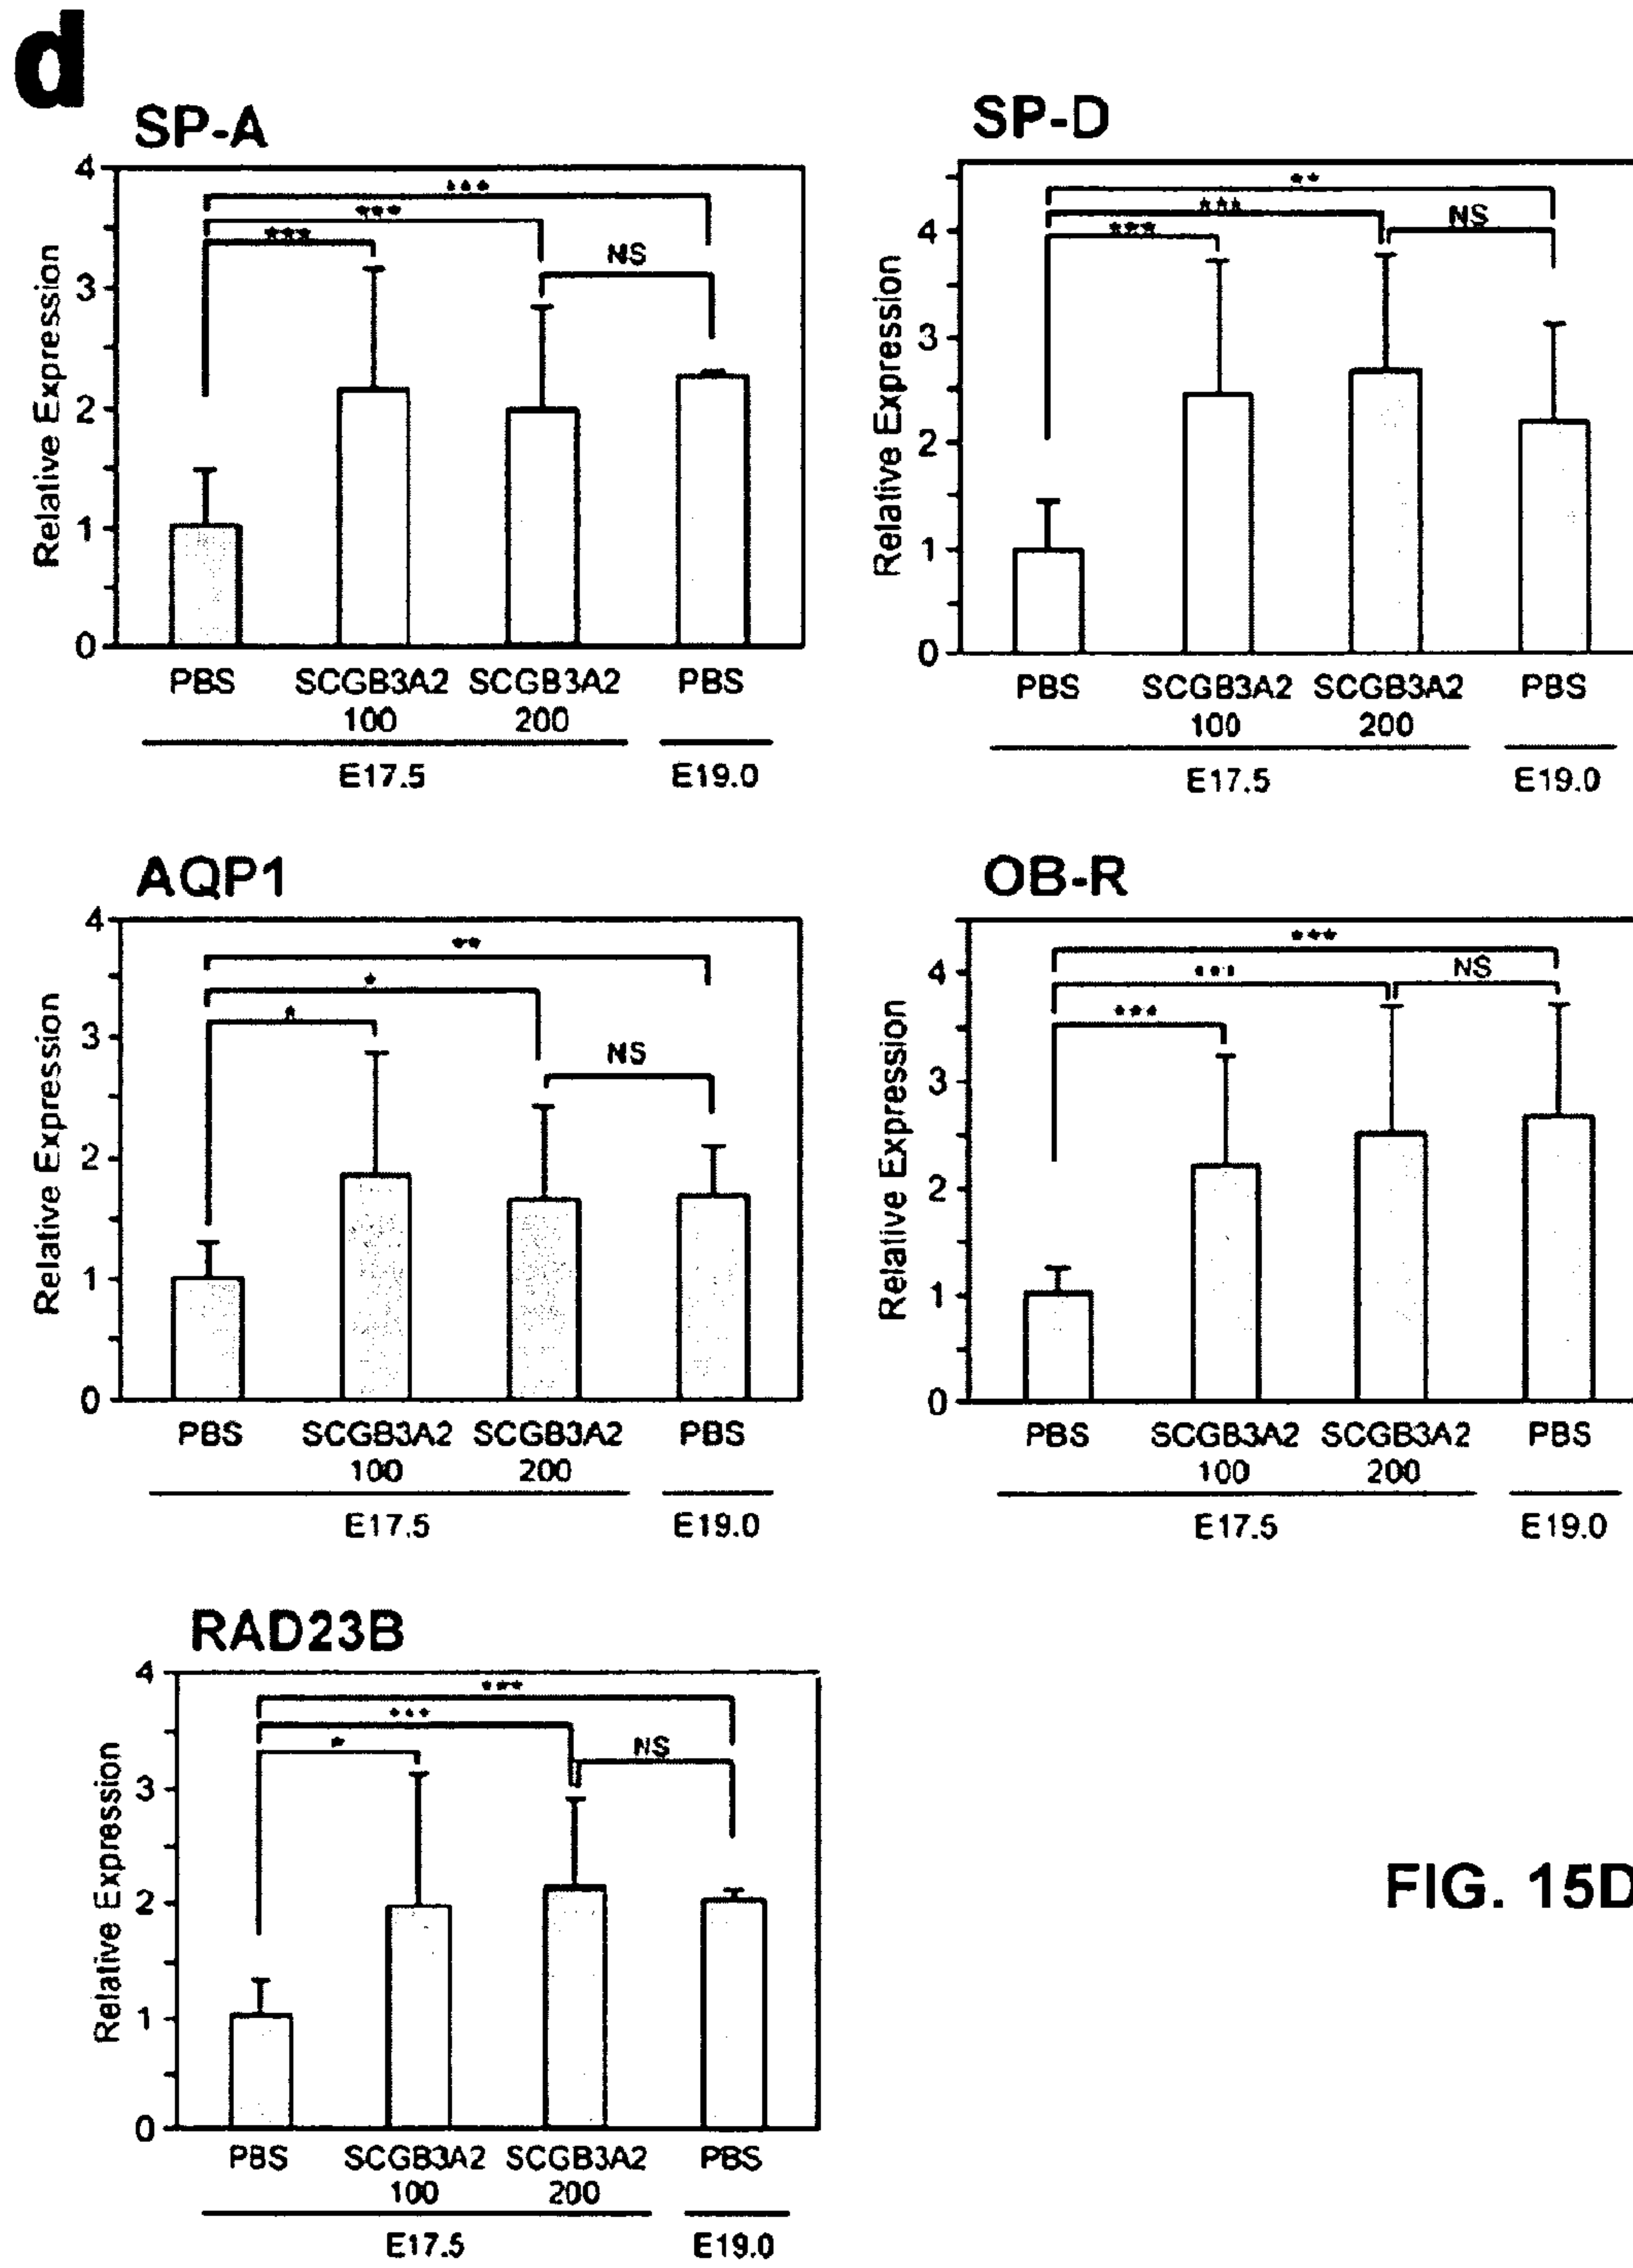 d
SP-A
4
3
2
1
0
Relative Expression
***
***
***
NS
PBS SCGB3A2 SCGB3A2 PBS
100 200
E17.5 E19.0
SP-D
4
3
2
1
0
Relative Expression
**
***
***
NS
PBS SCGB3A2 SCGB3A2 PBS
100 200
E17.5 E19.0
AQP1
4
3
2
1
0
Relative Expression
**
*
*
NS
PBS SCGB3A2 SCGB3A2 PBS
100 200
E17.5 E19.0
OB-R
4
3
2
1
0
Relative Expression
***
***
NS
***
PBS SCGB3A2 SCGB3A2 PBS
100 200
E17.5 E19.0
RAD23B
4
3
2
1
0
Relative Expression
***
***
*
NS
PBS SCGB3A2 SCGB3A2 PBS
100 200
E17.5 E19.0
FIG. 15D